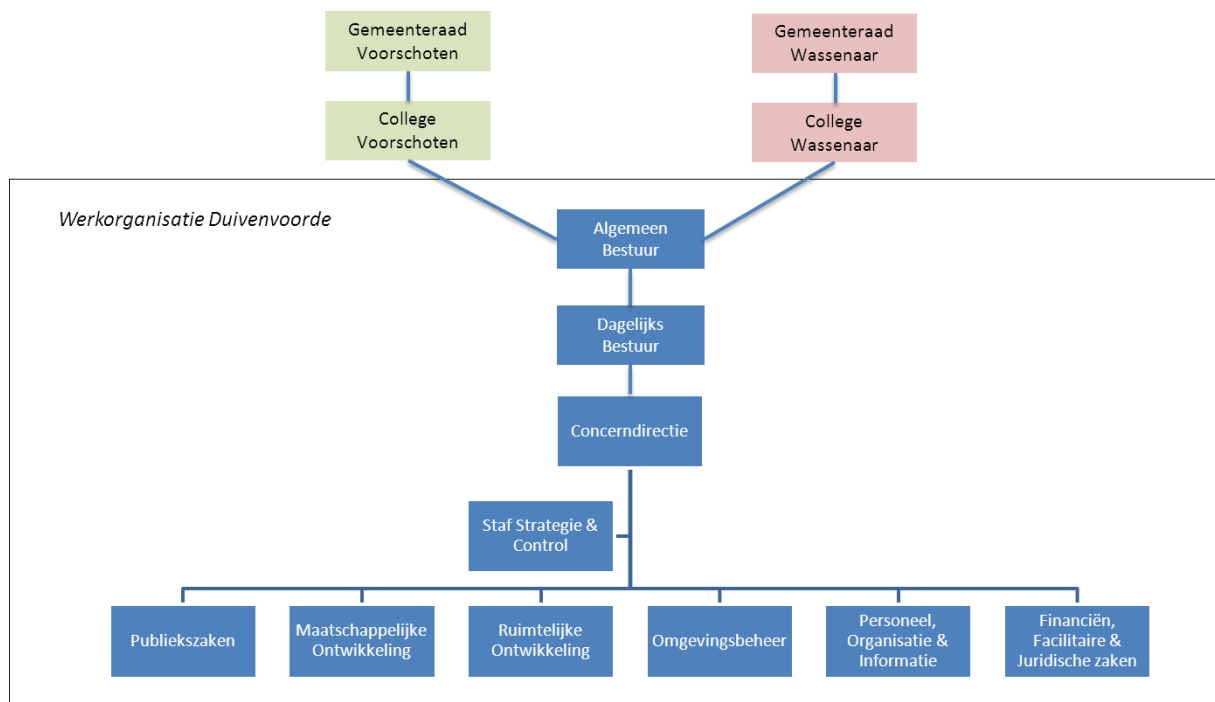 Gemeenteraad
Voorschoten
Gemeenteraad
Wassenaar
College
Voorschoten
College
Wassenaar
Werkorganisatie Duivenvoorde
Algemeen
Bestuur
Dagelijks
Bestuur
Concerndirectie
Staf Strategie &
Control
Publiekszaken
Maatschappelijke
Ontwikkeling
Ruimtelijke
Ontwikkeling
Omgevingsbeheer
Personeel,
Organisatie &
Informatie
Financiën,
Facilitaire &
Juridische zaken